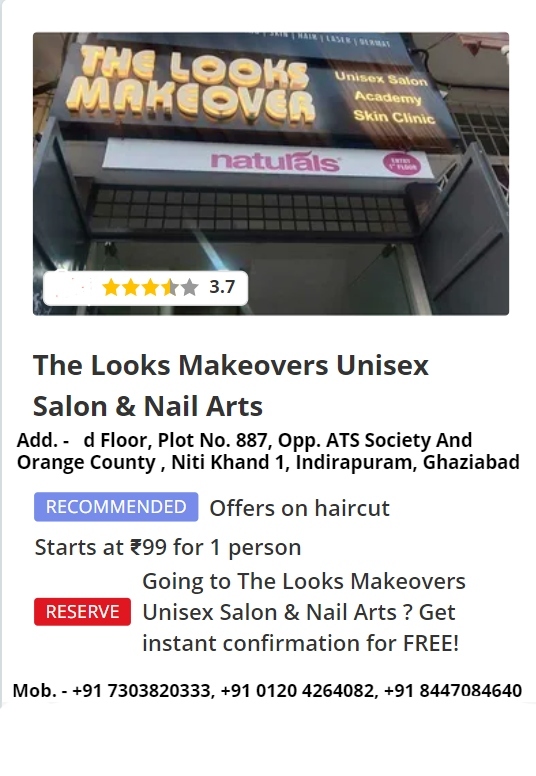 SKIN | HAIR | LASER | DERMAT
THE LOOKS
MAKEOVER
Unisex Salon
Academy
Skin Clinic
naturals
ENTRY
1ST FLOOR
3.7
The Looks Makeovers Unisex
Salon & Nail Arts
Add. - d Floor, Plot No. 887, Opp. ATS Society And
Orange County , Niti Khand 1, Indirapuram, Ghaziabad
RECOMMENDED Offers on haircut
Starts at ₹99 for 1 person
Going to The Looks Makeovers
RESERVE Unisex Salon & Nail Arts ? Get
instant confirmation for FREE!
Mob. - +91 7303820333, +91 0120 4264082, +91 8447084640